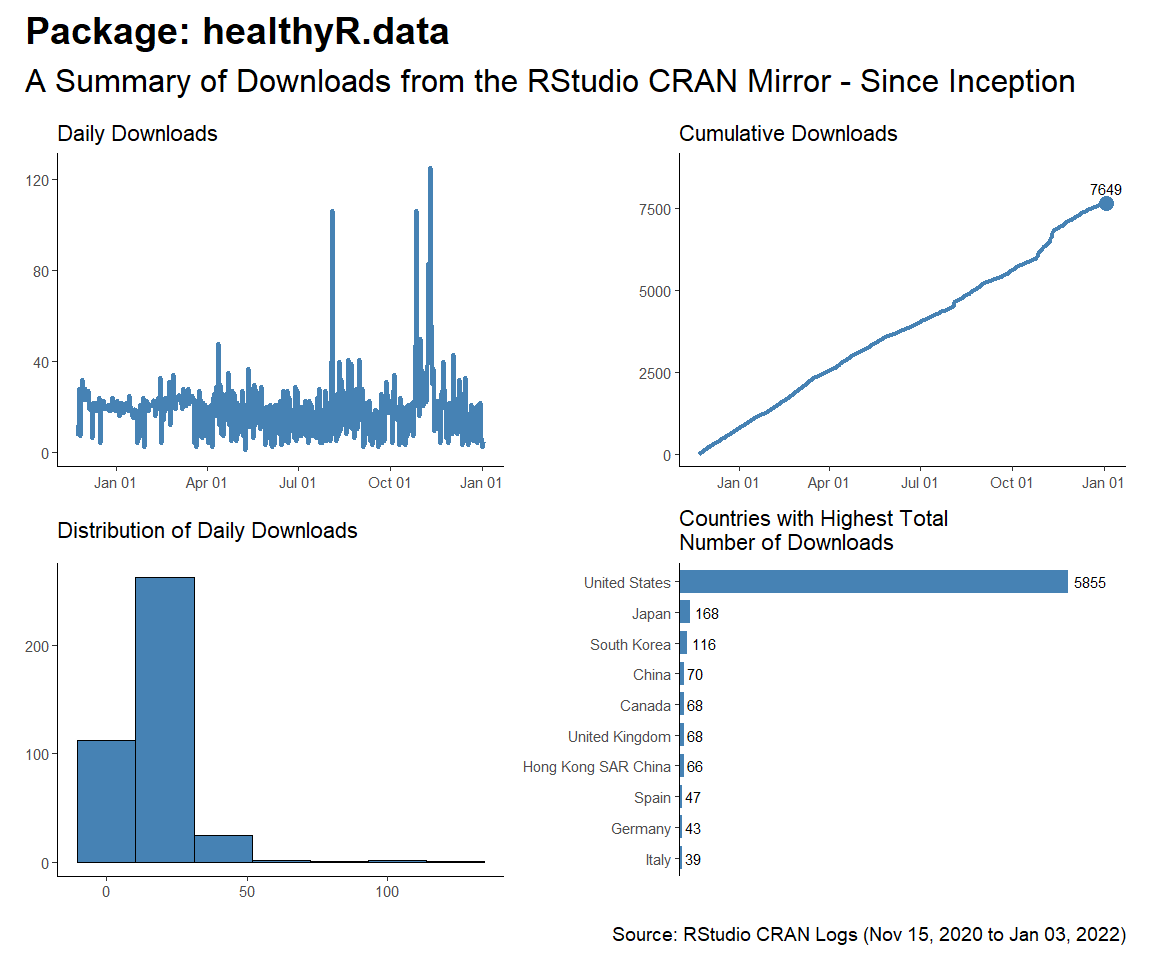 Package: healthyR.data
A Summary of Downloads from the RStudio CRAN Mirror - Since Inception
Daily Downloads
120
80
40
0
Jan 01 Apr 01 Jul 01 Oct 01 Jan 01
Cumulative Downloads
7649
7500
5000
2500
0
Jan 01 Apr 01 Jul 01 Oct 01 Jan 01
Distribution of Daily Downloads
200
100
0
0 50 100
Countries with Highest Total
Number of Downloads
United States 5855
Japan 168
South Korea 116
China 70
Canada 68
United Kingdom 68
Hong Kong SAR China 66
Spain 47
Germany 43
Italy 39
Source: RStudio CRAN Logs (Nov 15, 2020 to Jan 03, 2022)